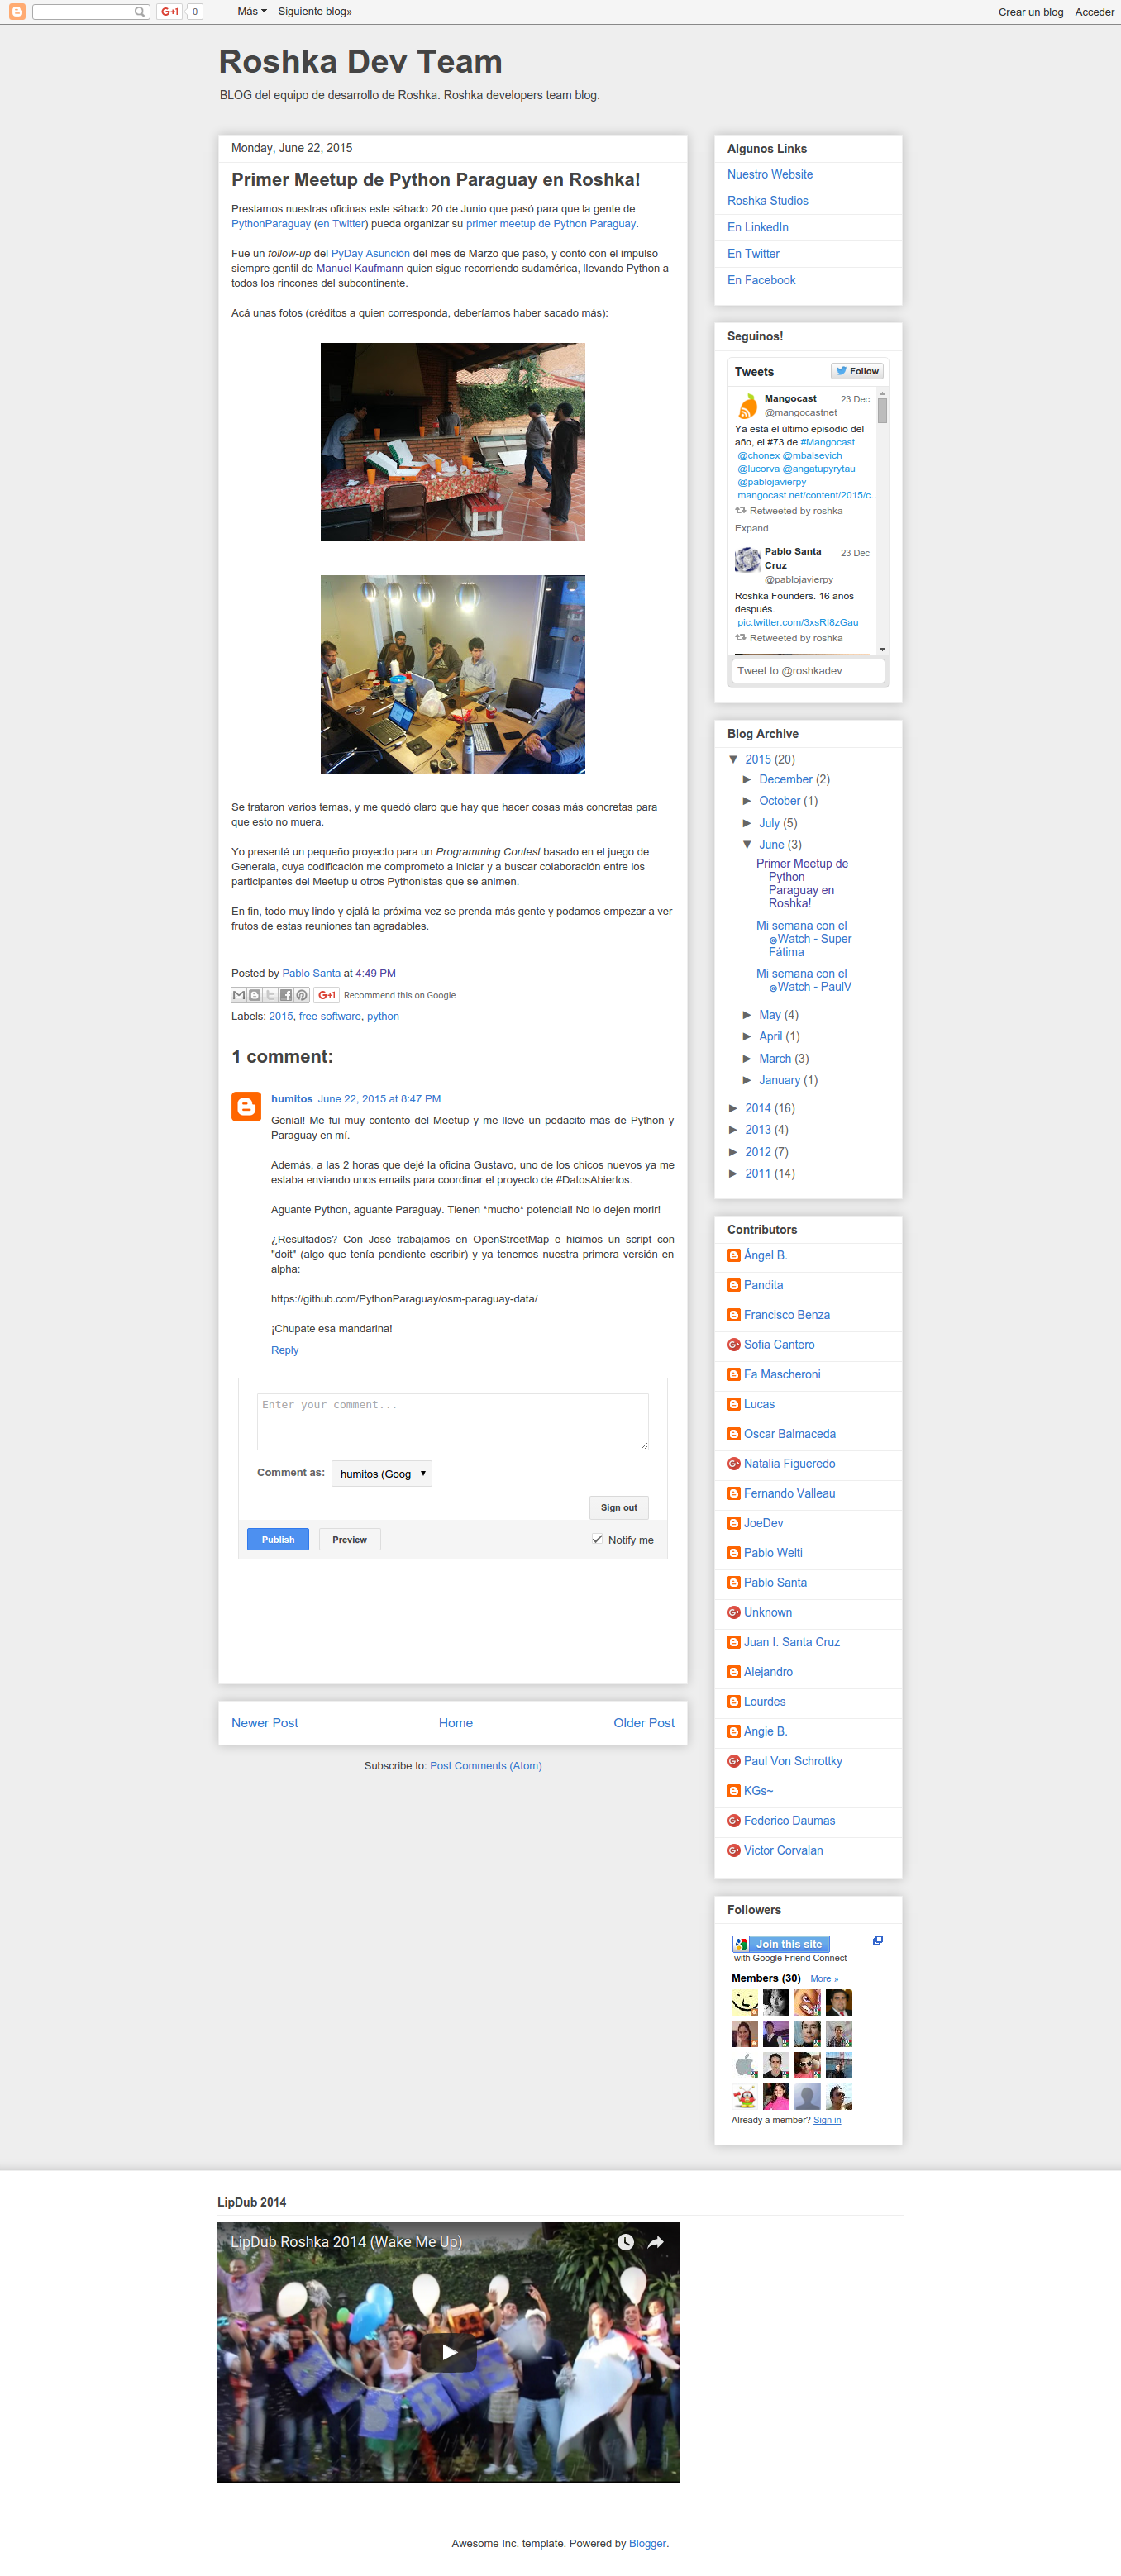 G+1 0 Más Siguiente blog» Crear un blog Acceder
Roshka Dev Team
BLOG del equipo de desarrollo de Roshka. Roshka developers team blog.
Monday, June 22, 2015
Primer Meetup de Python Paraguay en Roshka!
Prestamos nuestras oficinas este sábado 20 de Junio que pasó para que la gente de
PythonParaguay (en Twitter) pueda organizar su primer meetup de Python Paraguay.
Fue un follow-up del PyDay Asunción del mes de Marzo que pasó, y contó con el impulso
siempre gentil de Manuel Kaufmann quien sigue recorriendo sudamérica, llevando Python a
todos los rincones del subcontinente.
Acá unas fotos (créditos a quien corresponda, deberíamos haber sacado más):
Se trataron varios temas, y me quedó claro que hay que hacer cosas más concretas para
que esto no muera.
Yo presenté un pequeño proyecto para un Programming Contest basado en el juego de
Generala, cuya codificación me comprometo a iniciar y a buscar colaboración entre los
participantes del Meetup u otros Pythonistas que se animen.
En fin, todo muy lindo y ojalá la próxima vez se prenda más gente y podamos empezar a ver
frutos de estas reuniones tan agradables.
Posted by Pablo Santa at 4:49 PM
G+1 Recommend this on Google
Labels: 2015, free software, python
1 comment:
humitos June 22, 2015 at 8:47 PM
Genial! Me fui muy contento del Meetup y me llevé un pedacito más de Python y
Paraguay en mí.
Además, a las 2 horas que dejé la oficina Gustavo, uno de los chicos nuevos ya me
estaba enviando unos emails para coordinar el proyecto de #DatosAbiertos.
Aguante Python, aguante Paraguay. Tienen *mucho* potencial! No lo dejen morir!
¿Resultados? Con José trabajamos en OpenStreetMap e hicimos un script con
"doit" (algo que tenía pendiente escribir) y ya tenemos nuestra primera versión en
alpha:
https://github.com/PythonParaguay/osm-paraguay-data/
¡Chupate esa mandarina!
Reply
Enter your comment...
Comment as: humitos (Goog
Sign out
Publish Preview Notify me
Newer Post Home Older Post
Subscribe to: Post Comments (Atom)
Algunos Links
Nuestro Website
Roshka Studios
En LinkedIn
En Twitter
En Facebook
Seguinos!
Tweets Follow
Mangocast 23 Dec
@mangocastnet
Ya está el último episodio del
año, el #73 de #Mangocast
@chonex @mbalsevich
@lucorva @angatupyrytau
@pablojavierpy
mangocast.net/content/2015/c…
Retweeted by roshka
Expand
Pablo Santa 23 Dec
Cruz
@pablojavierpy
Roshka Founders. 16 años
después.
pic.twitter.com/3xsRI8zGau
Retweeted by roshka
Tweet to @roshkadev
Blog Archive
▼ 2015 (20)
► December (2)
► October (1)
► July (5)
▼ June (3)
Primer Meetup de
Python
Paraguay en
Roshka!
Mi semana con el
@Watch - Super
Fátima
Mi semana con el
@Watch - PaulV
► May (4)
► April (1)
► March (3)
► January (1)
► 2014 (16)
► 2013 (4)
► 2012 (7)
► 2011 (14)
Contributors
Ángel B.
Pandita
Francisco Benza
Sofia Cantero
Fa Mascheroni
Lucas
Oscar Balmaceda
Natalia Figueredo
Fernando Valleau
JoeDev
Pablo Welti
Pablo Santa
Unknown
Juan I. Santa Cruz
Alejandro
Lourdes
Angie B.
Paul Von Schrottky
KGs~
Federico Daumas
Victor Corvalan
Followers
Join this site
with Google Friend Connect
Members (30) More »
Already a member? Sign in
LipDub 2014
LipDub Roshka 2014 (Wake Me Up)
Awesome Inc. template. Powered by Blogger.